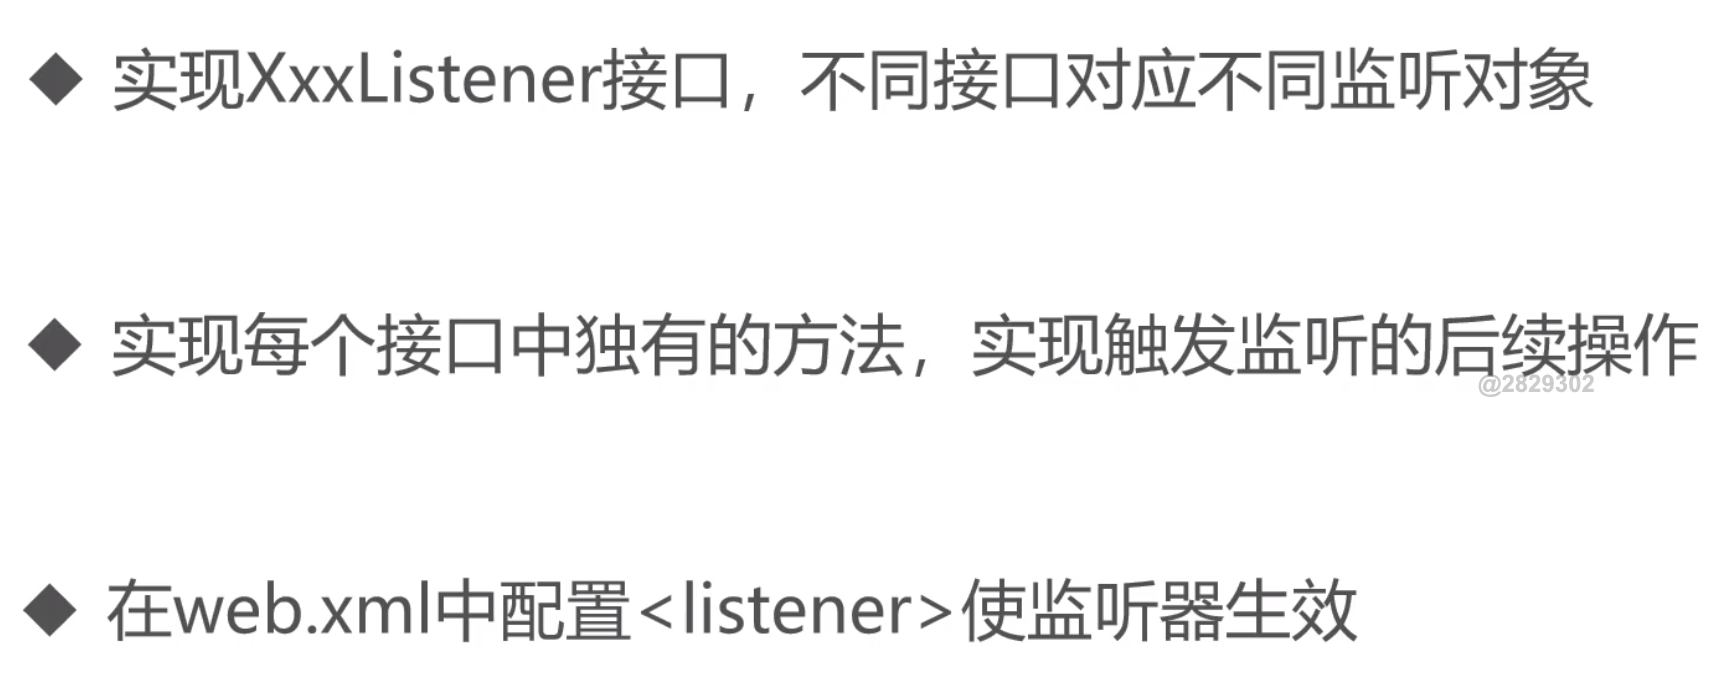 ◆ 实现XxxListener接口，不同接口对应不同监听对象
◆ 实现每个接口中独有的方法，实现触发监听的后续操作
@2829302
◆ 在web.xml中配置<listener>使监听器生效